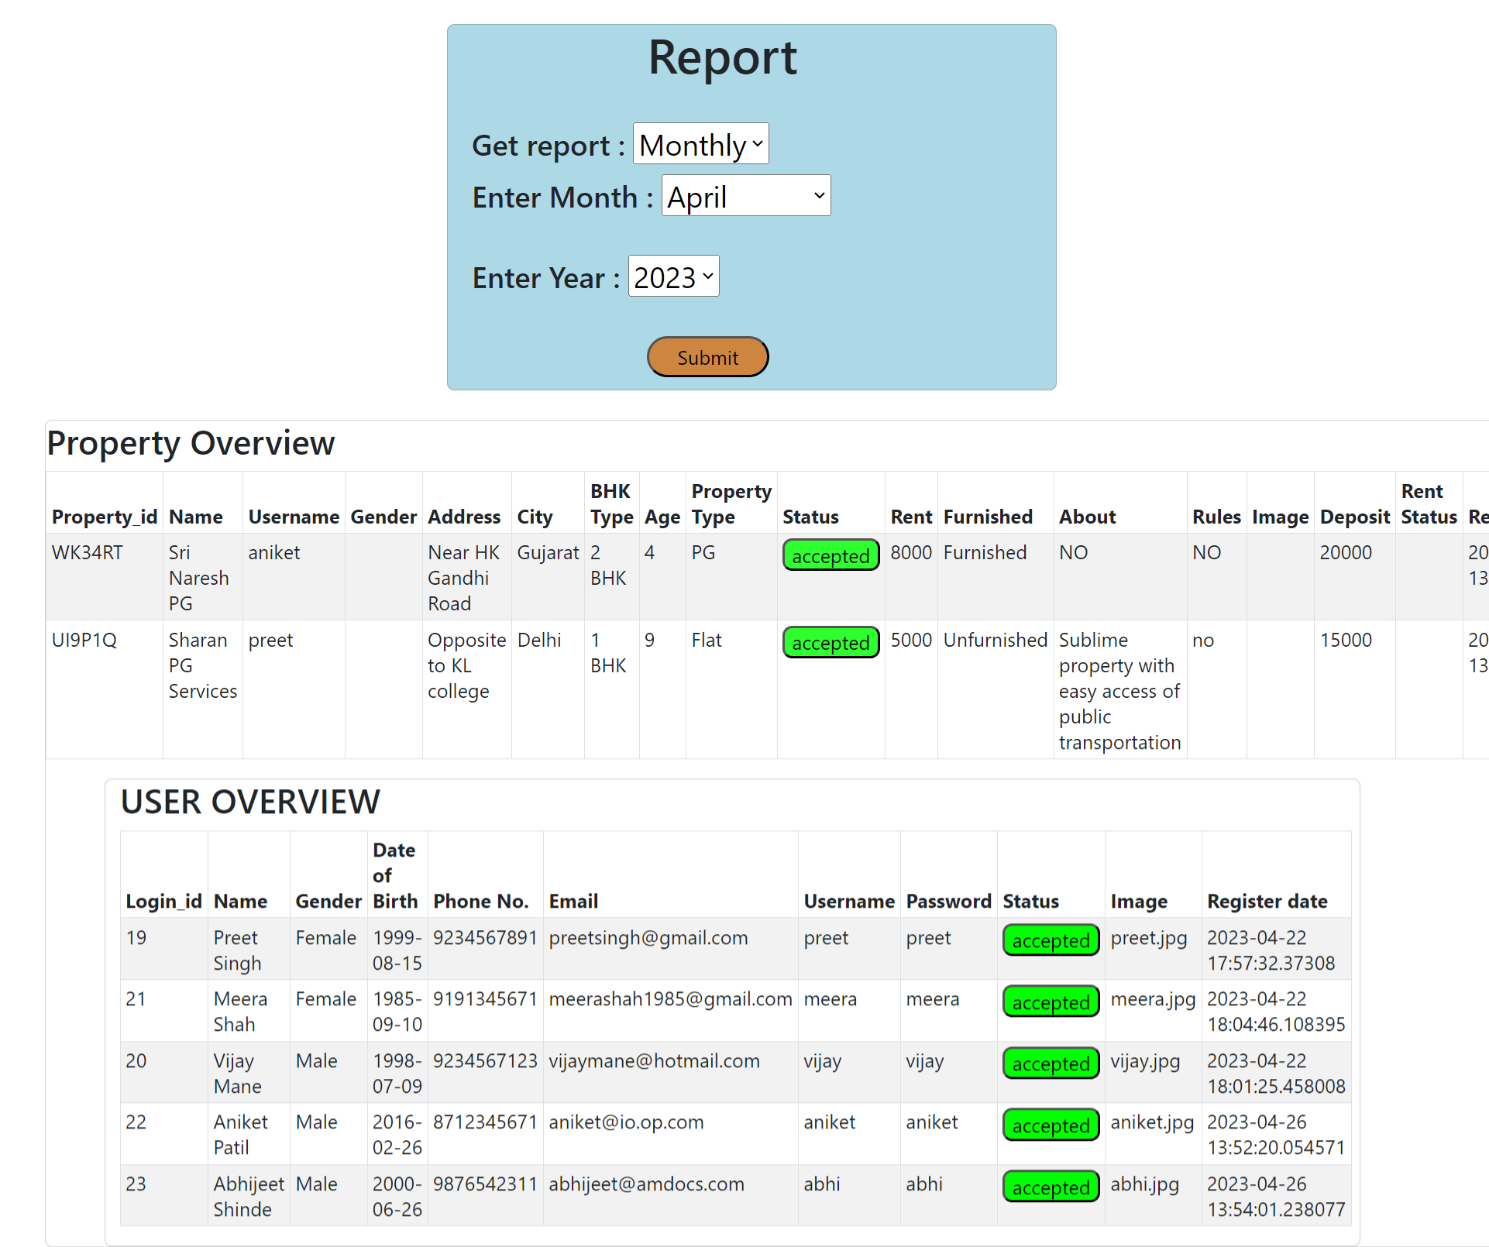 Report
Get report : Monthly
Enter Month : April
Enter Year : 2023
Submit
Property Overview
Property_id Name Username Gender Address City BHK Type Age Property Type Status Rent Furnished About Rules Image Deposit Rent Status Re
WK34RT Sri Naresh PG aniket Near HK Gandhi Road Gujarat 2 BHK 4 PG accepted 8000 Furnished NO NO 20000 20 13
UI9P1Q Sharan PG Services preet Opposite to KL college Delhi 1 BHK 9 Flat accepted 5000 Unfurnished Sublime property with easy access of public transportation no 15000 20 13
USER OVERVIEW
Login_id Name Gender Date of Birth Phone No. Email Username Password Status Image Register date
19 Preet Singh Female 1999-08-15 9234567891 preetsingh@gmail.com preet preet accepted preet.jpg 2023-04-22 17:57:32.37308
21 Meera Shah Female 1985-09-10 9191345671 meerashah1985@gmail.com meera meera accepted meera.jpg 2023-04-22 18:04:46.108395
20 Vijay Mane Male 1998-07-09 9234567123 vijaymane@hotmail.com vijay vijay accepted vijay.jpg 2023-04-22 18:01:25.458008
22 Aniket Patil Male 2016-02-26 8712345671 aniket@io.op.com aniket aniket accepted aniket.jpg 2023-04-26 13:52:20.054571
23 Abhijeet Shinde Male 2000-06-26 9876542311 abhijeet@amdocs.com abhi abhi accepted abhi.jpg 2023-04-26 13:54:01.238077